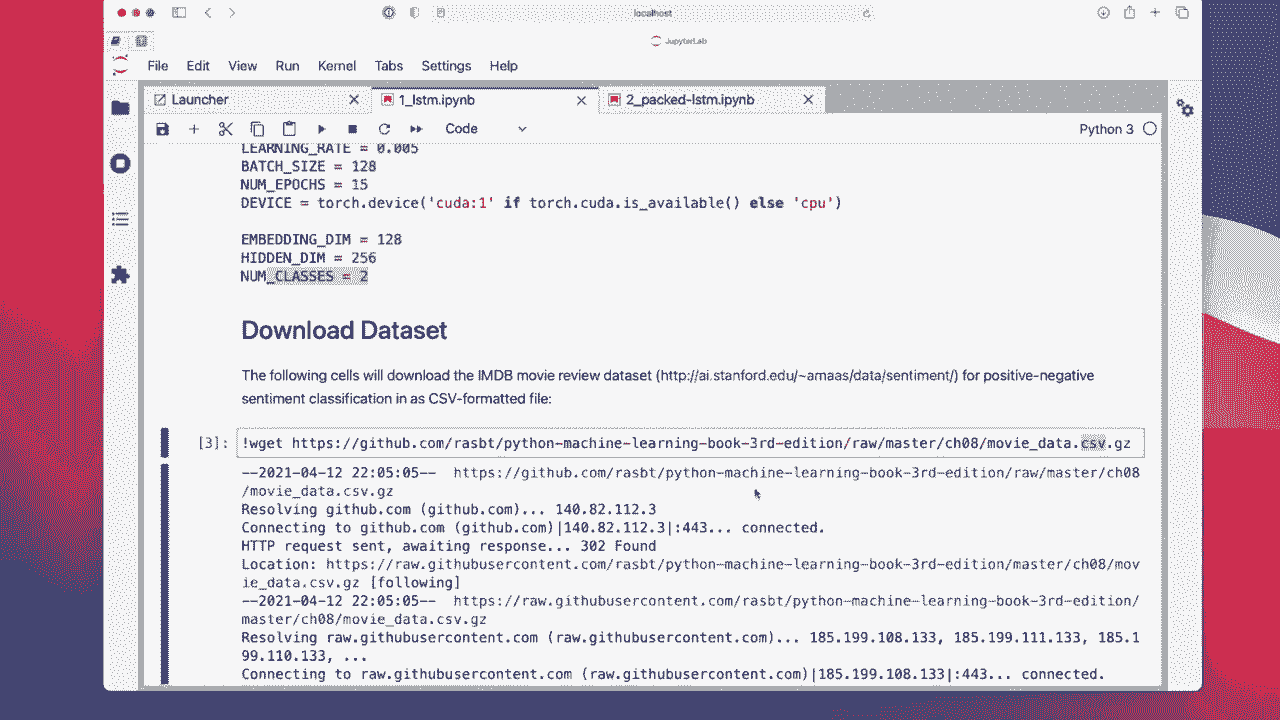 localhost
JupyterLab
File Edit View Run Kernel Tabs Settings Help
Launcher 1_lstm.ipynb 2_packed-lstm.ipynb
Code Python 3
LEARNING_RATE = 0.005
BATCH_SIZE = 128
NUM_EPOCHS = 15
DEVICE = torch.device('cuda:1' if torch.cuda.is_available() else 'cpu')
EMBEDDING_DIM = 128
HIDDEN_DIM = 256
NUM_CLASSES = 2
Download Dataset
The following cells will download the IMDB movie review dataset (http://ai.stanford.edu/~amaas/data/sentiment/) for positive-negative
sentiment classification in as CSV-formatted file:
[3]: !wget https://github.com/rasbt/python-machine-learning-book-3rd-edition/raw/master/ch08/movie_data.csv.gz
--2021-04-12 22:05:05-- https://github.com/rasbt/python-machine-learning-book-3rd-edition/raw/master/ch08
/movie_data.csv.gz
Resolving github.com (github.com)... 140.82.112.3
Connecting to github.com (github.com)|140.82.112.3|:443... connected.
HTTP request sent, awaiting response... 302 Found
Location: https://raw.githubusercontent.com/rasbt/python-machine-learning-book-3rd-edition/master/ch08/mov
ie_data.csv.gz [following]
--2021-04-12 22:05:05-- https://raw.githubusercontent.com/rasbt/python-machine-learning-book-3rd-edition/
master/ch08/movie_data.csv.gz
Resolving raw.githubusercontent.com (raw.githubusercontent.com)... 185.199.108.133, 185.199.111.133, 185.1
99.110.133, ...
Connecting to raw.githubusercontent.com (raw.githubusercontent.com)|185.199.108.133|:443... connected.